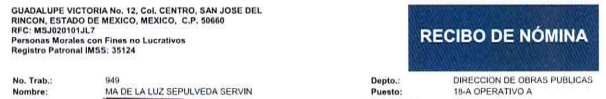 GUADALUPE VICTORIA No. 12, Col. CENTRO, SAN JOSE DEL
RINCON, ESTADO DE MEXICO, MEXICO, C.P. 50660
RFC: MSJ020101JL7
Personas Morales con Fines no Lucrativos
Registro Patronal IMSS: 35124
RECIBO DE NÓMINA
No. Trab.: 949 Depto.: DIRECCION DE OBRAS PUBLICAS
Nombre: MA DE LA LUZ SEPULVEDA SERVIN Puesto: 18-A OPERATIVO A